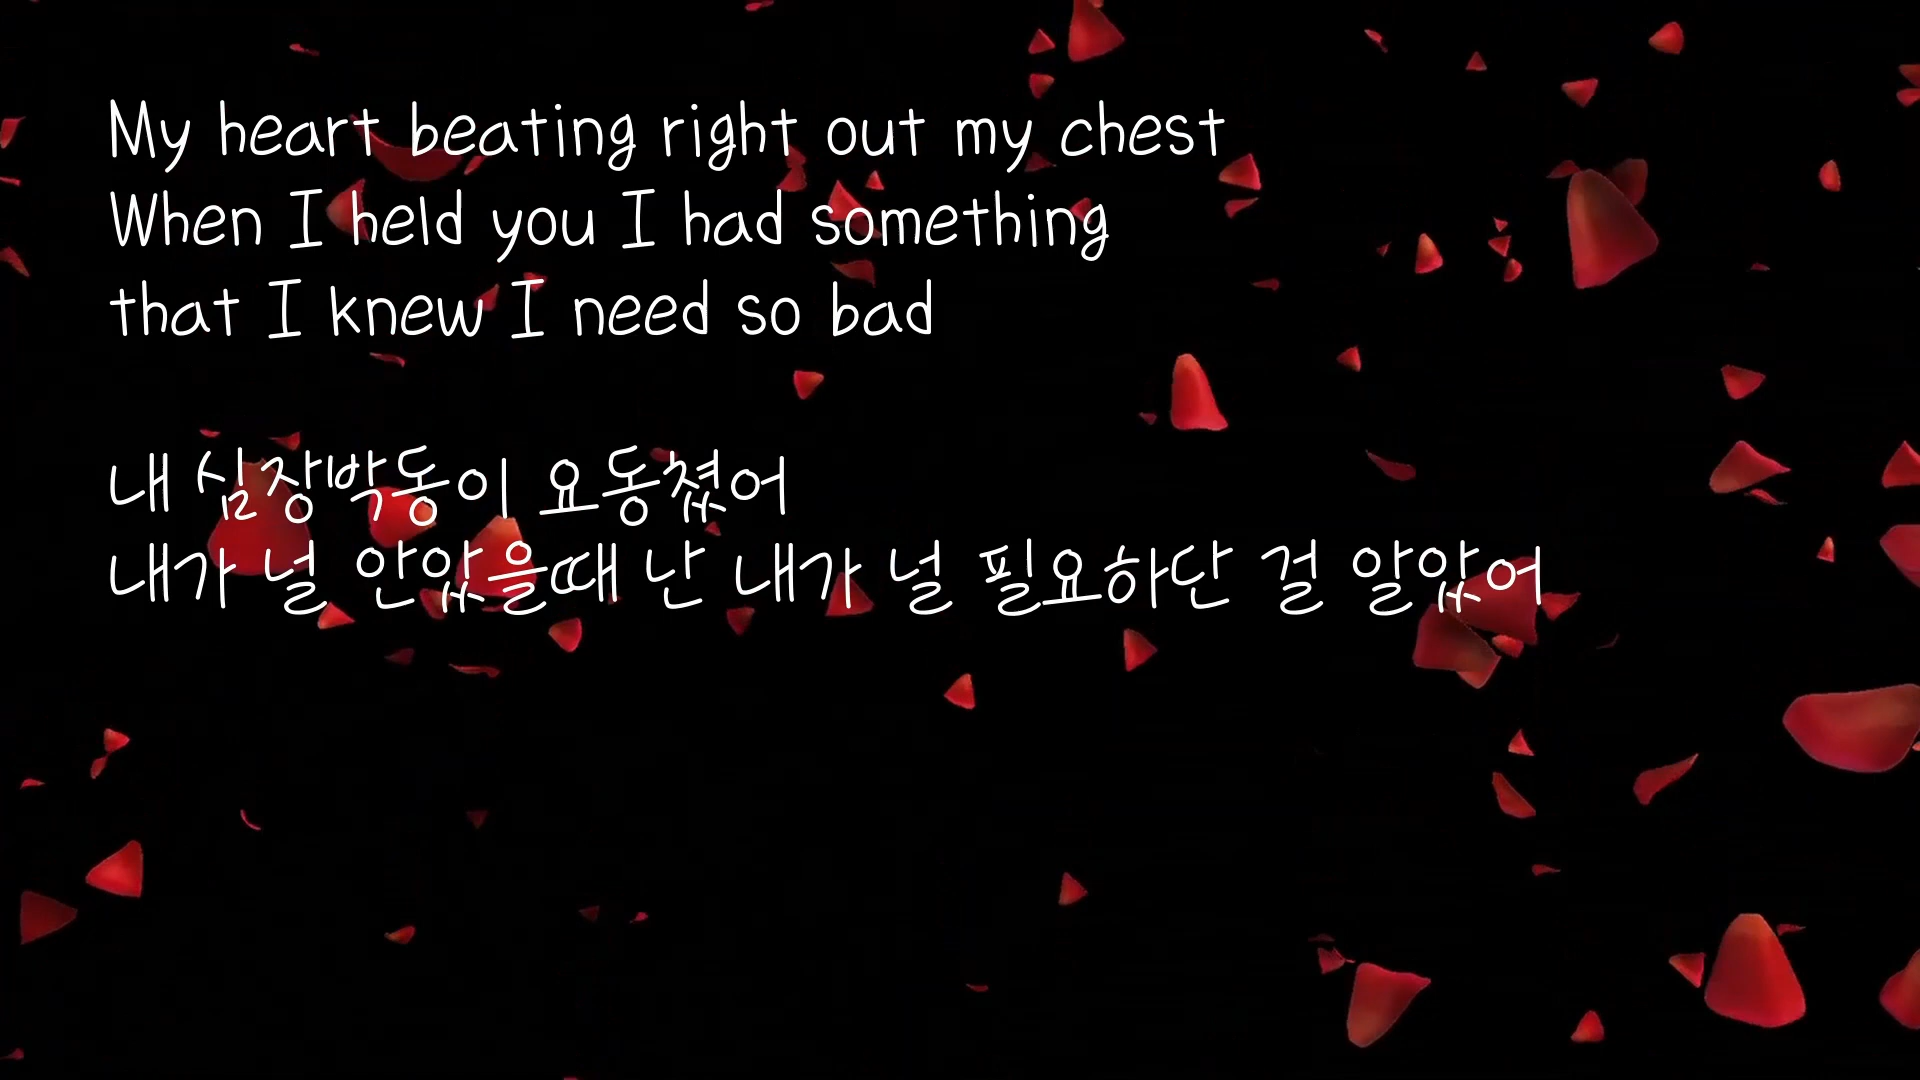 My heart beating right out my chest
When I held you I had something
that I knew I need so bad
내 심장박동이 요동쳤어
내가 널 안았을때 난 내가 널 필요하단 걸 알았어